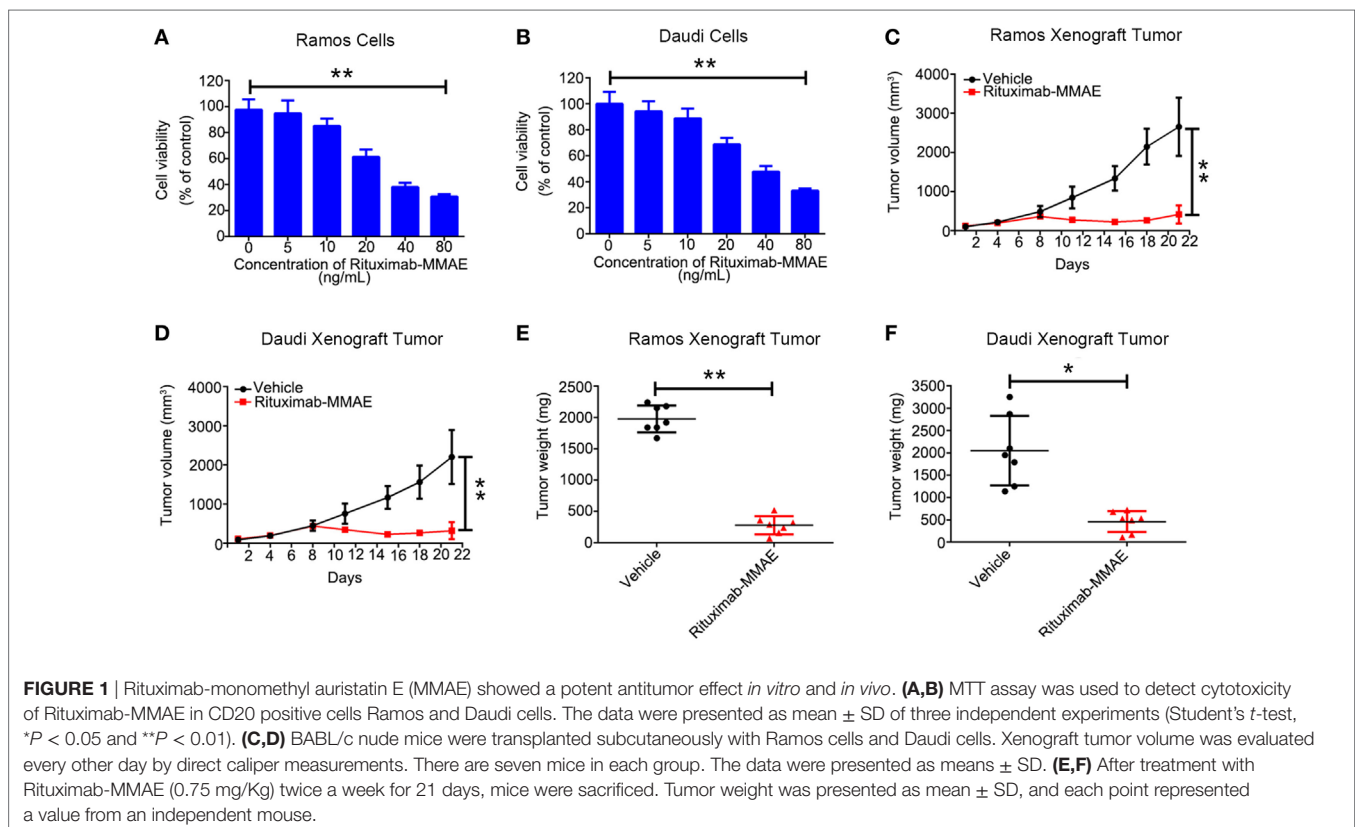 A
Ramos Cells
**
120
100
80
60
40
20
0
Cell viability
(% of control)
0 5 10 20 40 80
Concentration of Rituximab-MMAE
(ng/mL)
B
Daudi Cells
**
120
100
80
60
40
20
0
Cell viability
(% of control)
0 5 10 20 40 80
Concentration of Rituximab-MMAE
(ng/mL)
C
Ramos Xenograft Tumor
Vehicle
Rituximab-MMAE
4000
3000
2000
1000
0
Tumor volume (mm³)
**
2 4 6 8 10 12 14 16 18 20 22
Days
D
Daudi Xenograft Tumor
Vehicle
Rituximab-MMAE
4000
3000
2000
1000
0
Tumor volume (mm³)
**
2 4 6 8 10 12 14 16 18 20 22
Days
E
Ramos Xenograft Tumor
**
2500
2000
1500
1000
500
0
Tumor weight (mg)
Vehicle
Rituximab-MMAE
F
Daudi Xenograft Tumor
*
3500
3000
2500
2000
1500
1000
500
0
Tumor weight (mg)
Vehicle
Rituximab-MMAE
FIGURE 1 | Rituximab-monomethyl auristatin E (MMAE) showed a potent antitumor effect in vitro and in vivo. (A,B) MTT assay was used to detect cytotoxicity
of Rituximab-MMAE in CD20 positive cells Ramos and Daudi cells. The data were presented as mean ± SD of three independent experiments (Student's t-test,
*P < 0.05 and **P < 0.01). (C,D) BABL/c nude mice were transplanted subcutaneously with Ramos cells and Daudi cells. Xenograft tumor volume was evaluated
every other day by direct caliper measurements. There are seven mice in each group. The data were presented as means ± SD. (E,F) After treatment with
Rituximab-MMAE (0.75 mg/Kg) twice a week for 21 days, mice were sacrificed. Tumor weight was presented as mean ± SD, and each point represented
a value from an independent mouse.